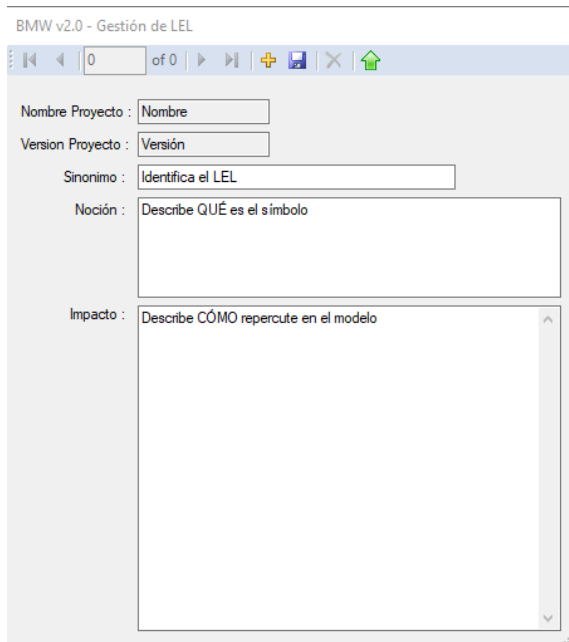 BMW v2.0 - Gestión de LEL
0 of 0
Nombre Proyecto : Nombre
Version Proyecto : Versión
Sinonimo : Identifica el LEL
Noción : Describe QUÉ es el símbolo
Impacto : Describe CÓMO repercute en el modelo